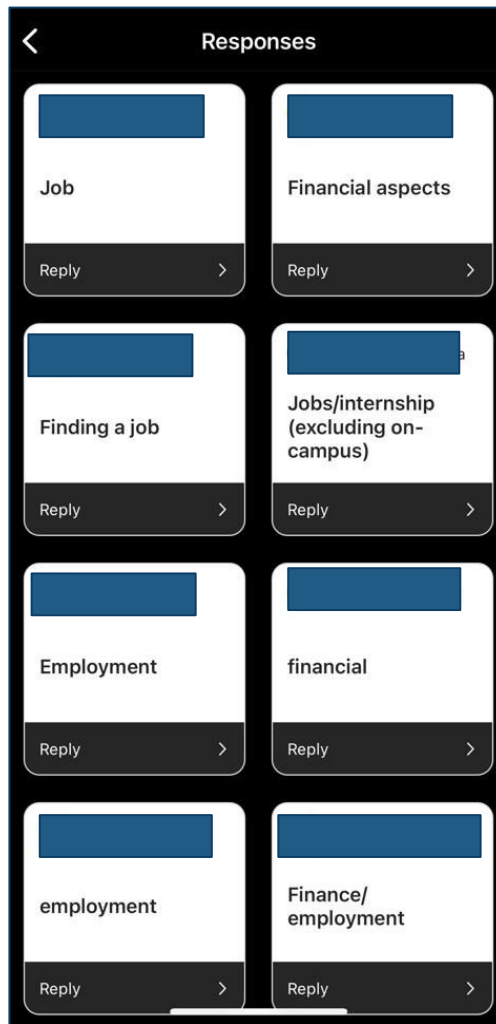 Responses
Job
Financial aspects
Reply
Reply
Finding a job
a
Jobs/internship
(excluding on-
campus)
Reply
Reply
Employment
financial
Reply
Reply
employment
Finance/
employment
Reply
Reply